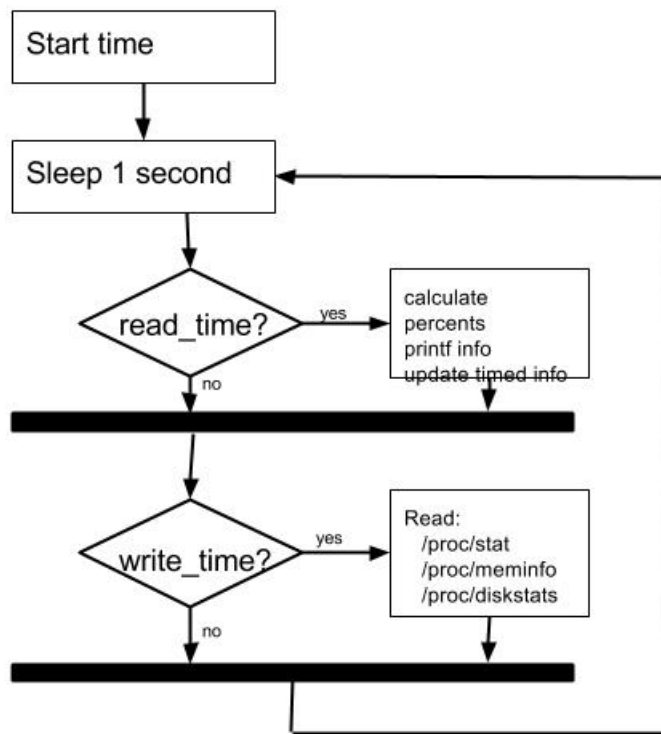 Start time
Sleep 1 second
read_time?
yes
calculate
percents
printf info
update timed info
no
write_time?
yes
Read:
/proc/stat
/proc/meminfo
/proc/diskstats
no